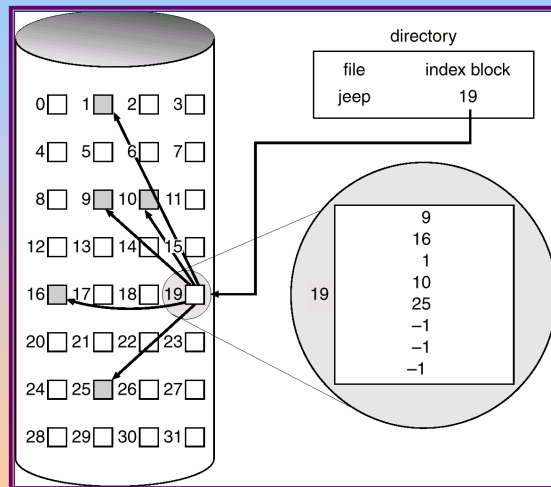 directory
file index block
jeep 19
0 1 2 3
4 5 6 7
8 9 10 11
12 13 14 15
16 17 18 19
20 21 22 23
24 25 26 27
28 29 30 31
19
9
16
1
10
25
–1
–1
–1